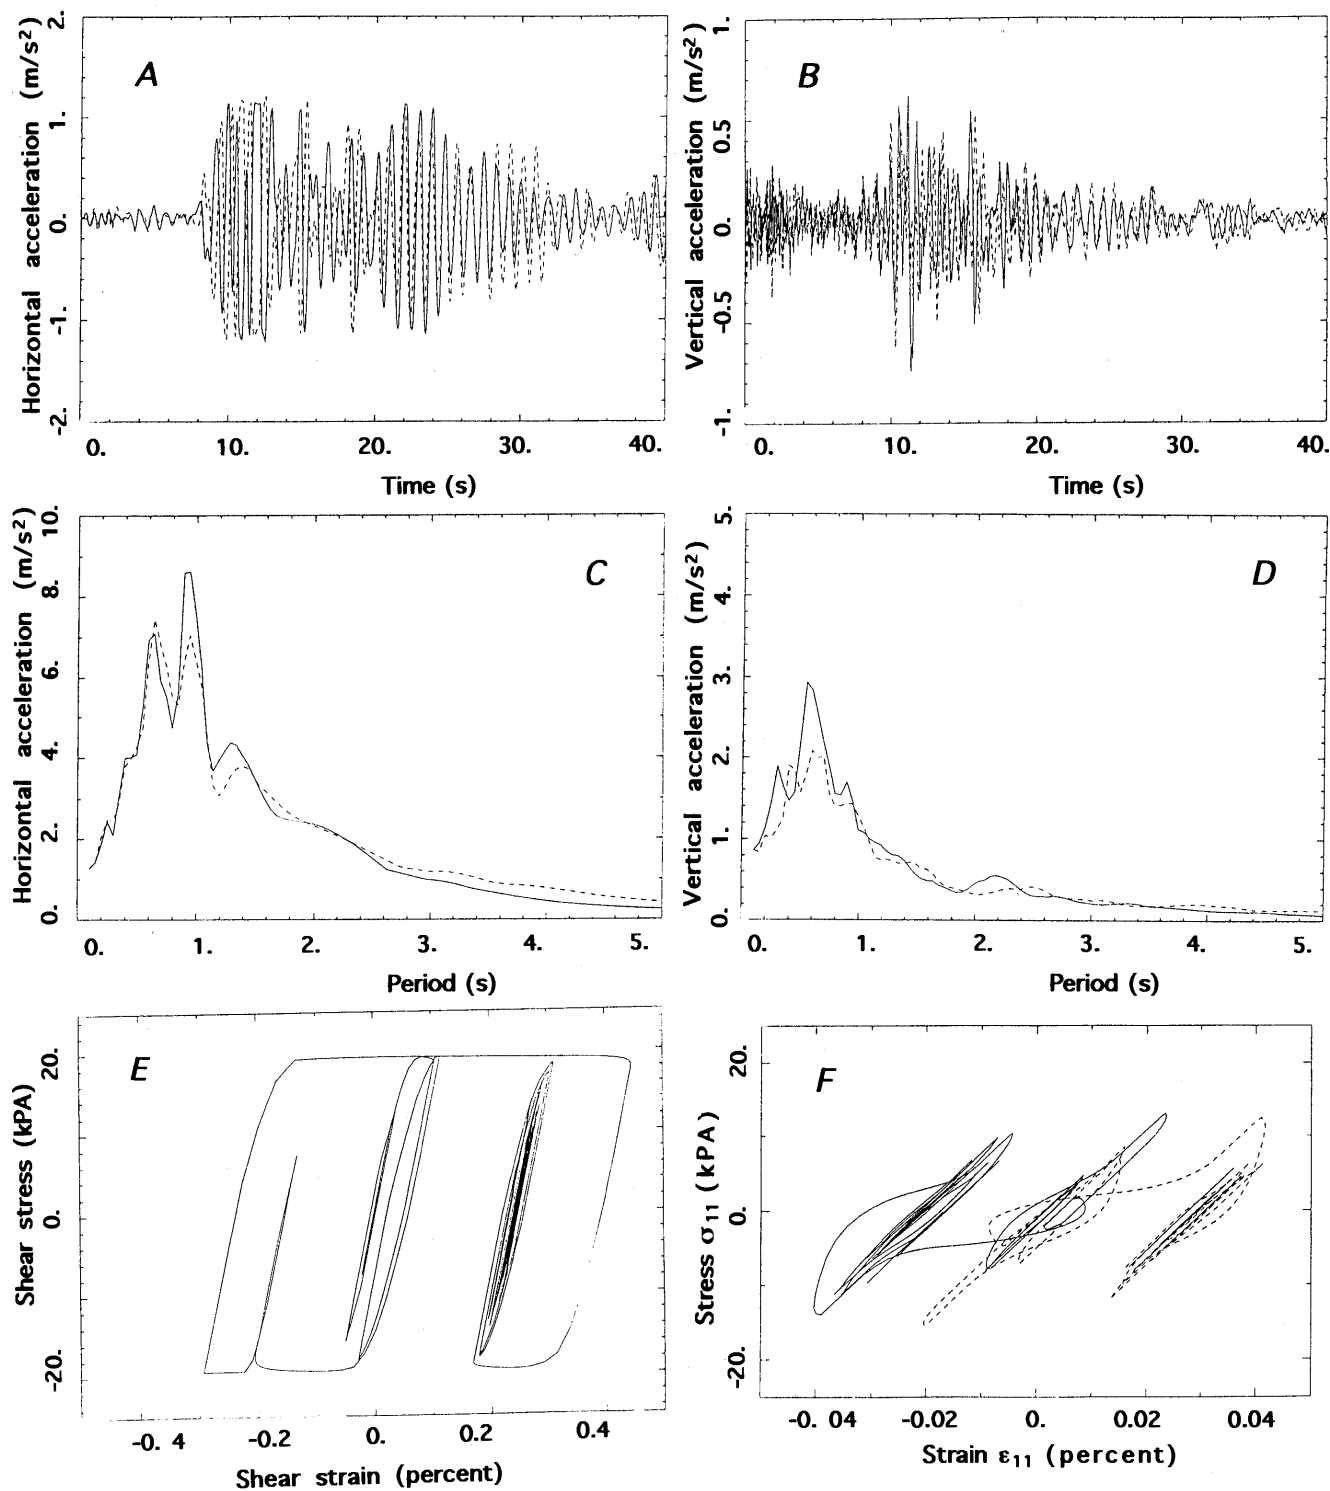 A
Horizontal acceleration (m/s²)
2.
1.
0.
-1.
-2.
0. 10. 20. 30. 40.
Time (s)
B
Vertical acceleration (m/s²)
1.
0.5
0.
-0.5
-1.
0. 10. 20. 30. 40.
Time (s)
C
Horizontal acceleration (m/s²)
10.
8.
6.
4.
2.
0.
0. 1. 2. 3. 4. 5.
Period (s)
D
Vertical acceleration (m/s²)
5.
4.
3.
2.
1.
0.
0. 1. 2. 3. 4. 5.
Period (s)
E
Shear stress (kPA)
20.
0.
-20.
-0. 4 -0.2 0. 0.2 0.4
Shear strain (percent)
F
Stress σ₁₁ (kPA)
20.
0.
-20.
-0. 04 -0.02 0. 0.02 0.04
Strain ε₁₁ (percent)